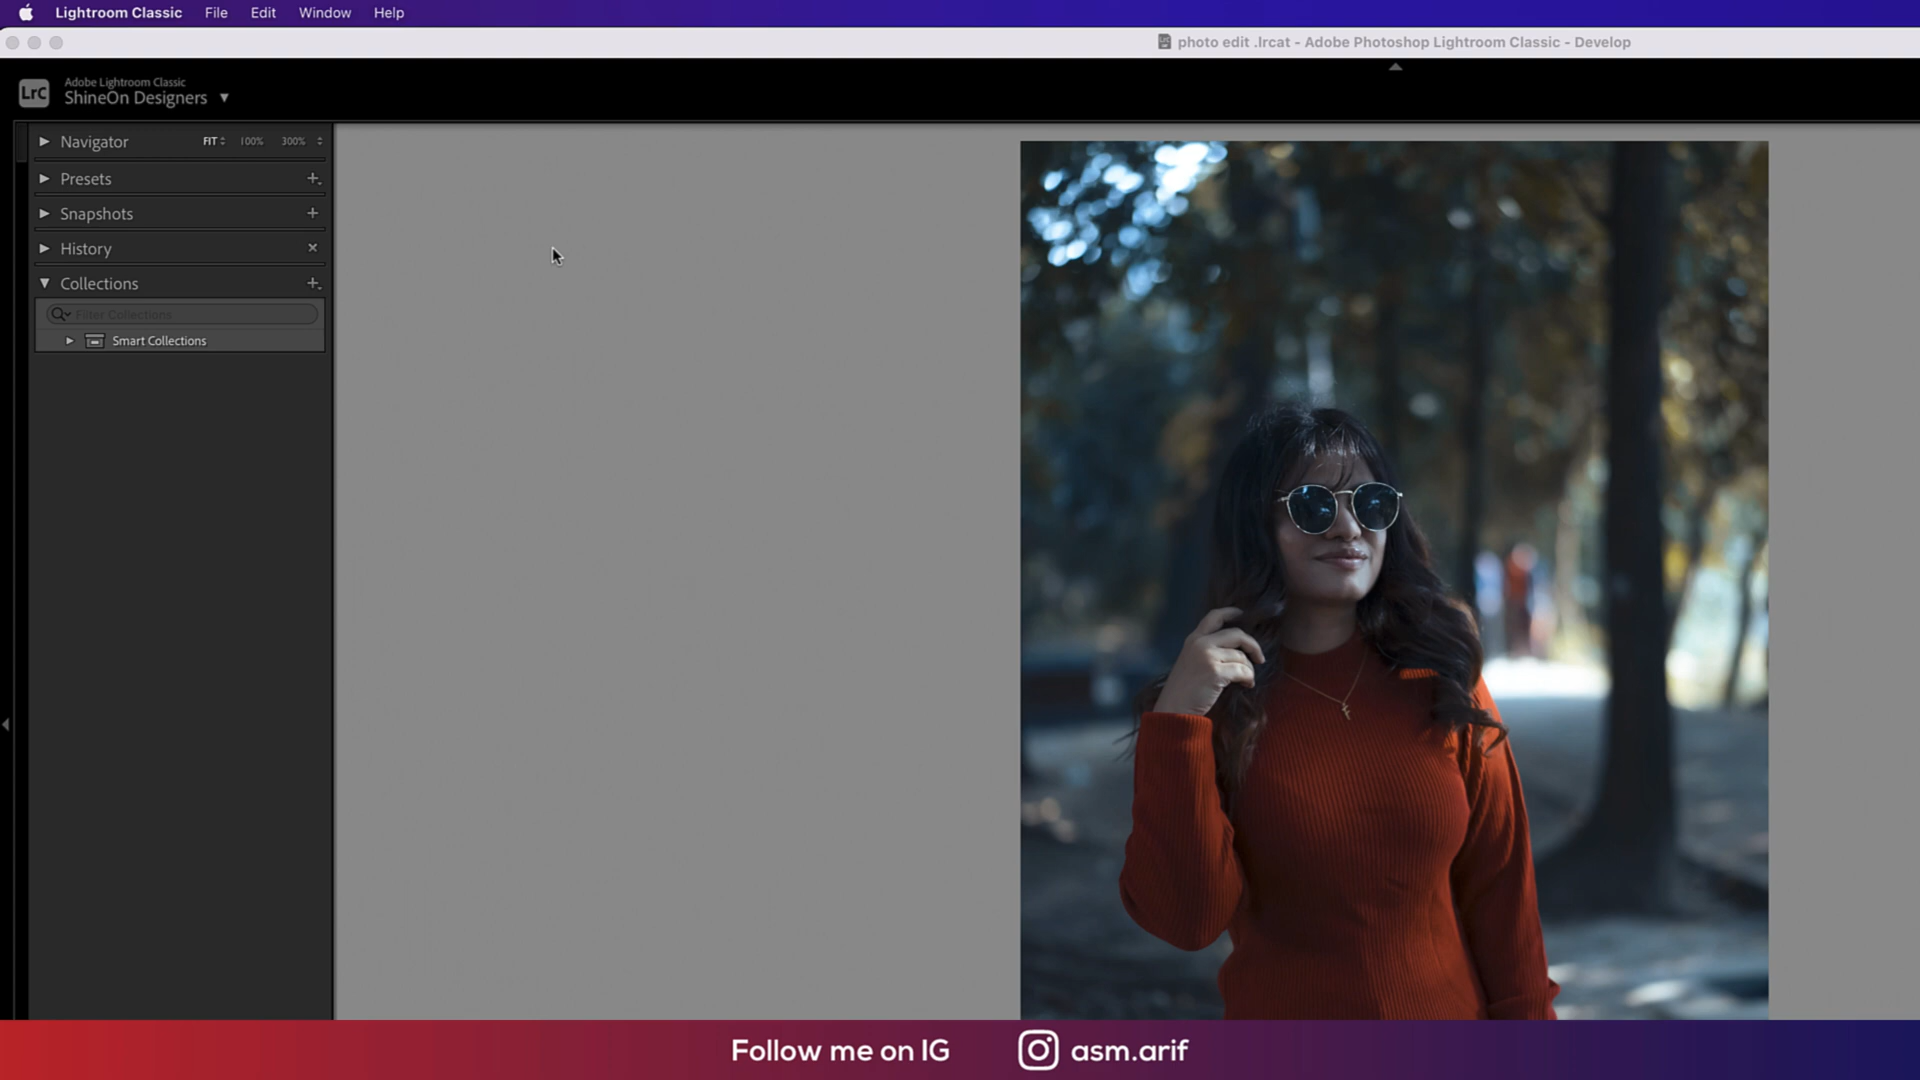 Lightroom Classic File Edit Window Help
photo edit .lrcat - Adobe Photoshop Lightroom Classic - Develop
LrC
Adobe Lightroom Classic
ShineOn Designers
Navigator FIT 100% 300%
Presets
Snapshots
History
Collections
Filter Collections
Smart Collections
Follow me on IG asm.arif